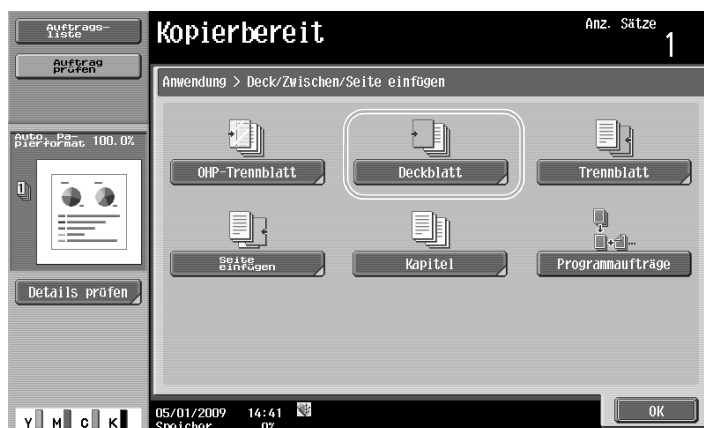 Auftrags-
liste
Auftrag
prüfen
Auto. Pa-
pierformat 100.0%
1
Details prüfen
Y M C K
Kopierbereit
Anz. Sätze
1
Anwendung > Deck/Zwischen/Seite einfügen
OHP-Trennblatt
Deckblatt
Trennblatt
Seite
einfügen
Kapitel
Programmaufträge
05/01/2009 14:41
Speicher 0%
OK